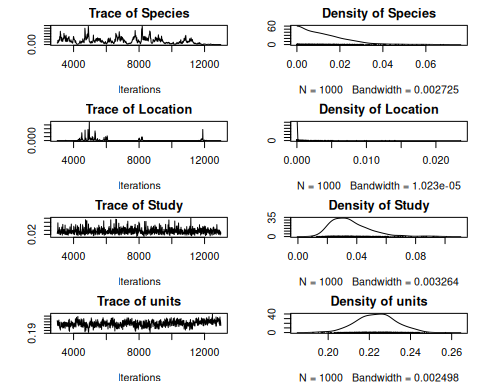 Trace of Species
0.00
4000 8000 12000
Iterations
Density of Species
0 60
0.00 0.02 0.04 0.06
N = 1000 Bandwidth = 0.002725
Trace of Location
0.000
4000 8000 12000
Iterations
Density of Location
0
0.000 0.010 0.020
N = 1000 Bandwidth = 1.023e-05
Trace of Study
0.02
4000 8000 12000
Iterations
Density of Study
0 35
0.00 0.04 0.08
N = 1000 Bandwidth = 0.003264
Trace of units
0.19
4000 8000 12000
Iterations
Density of units
0 40
0.20 0.22 0.24 0.26
N = 1000 Bandwidth = 0.002498